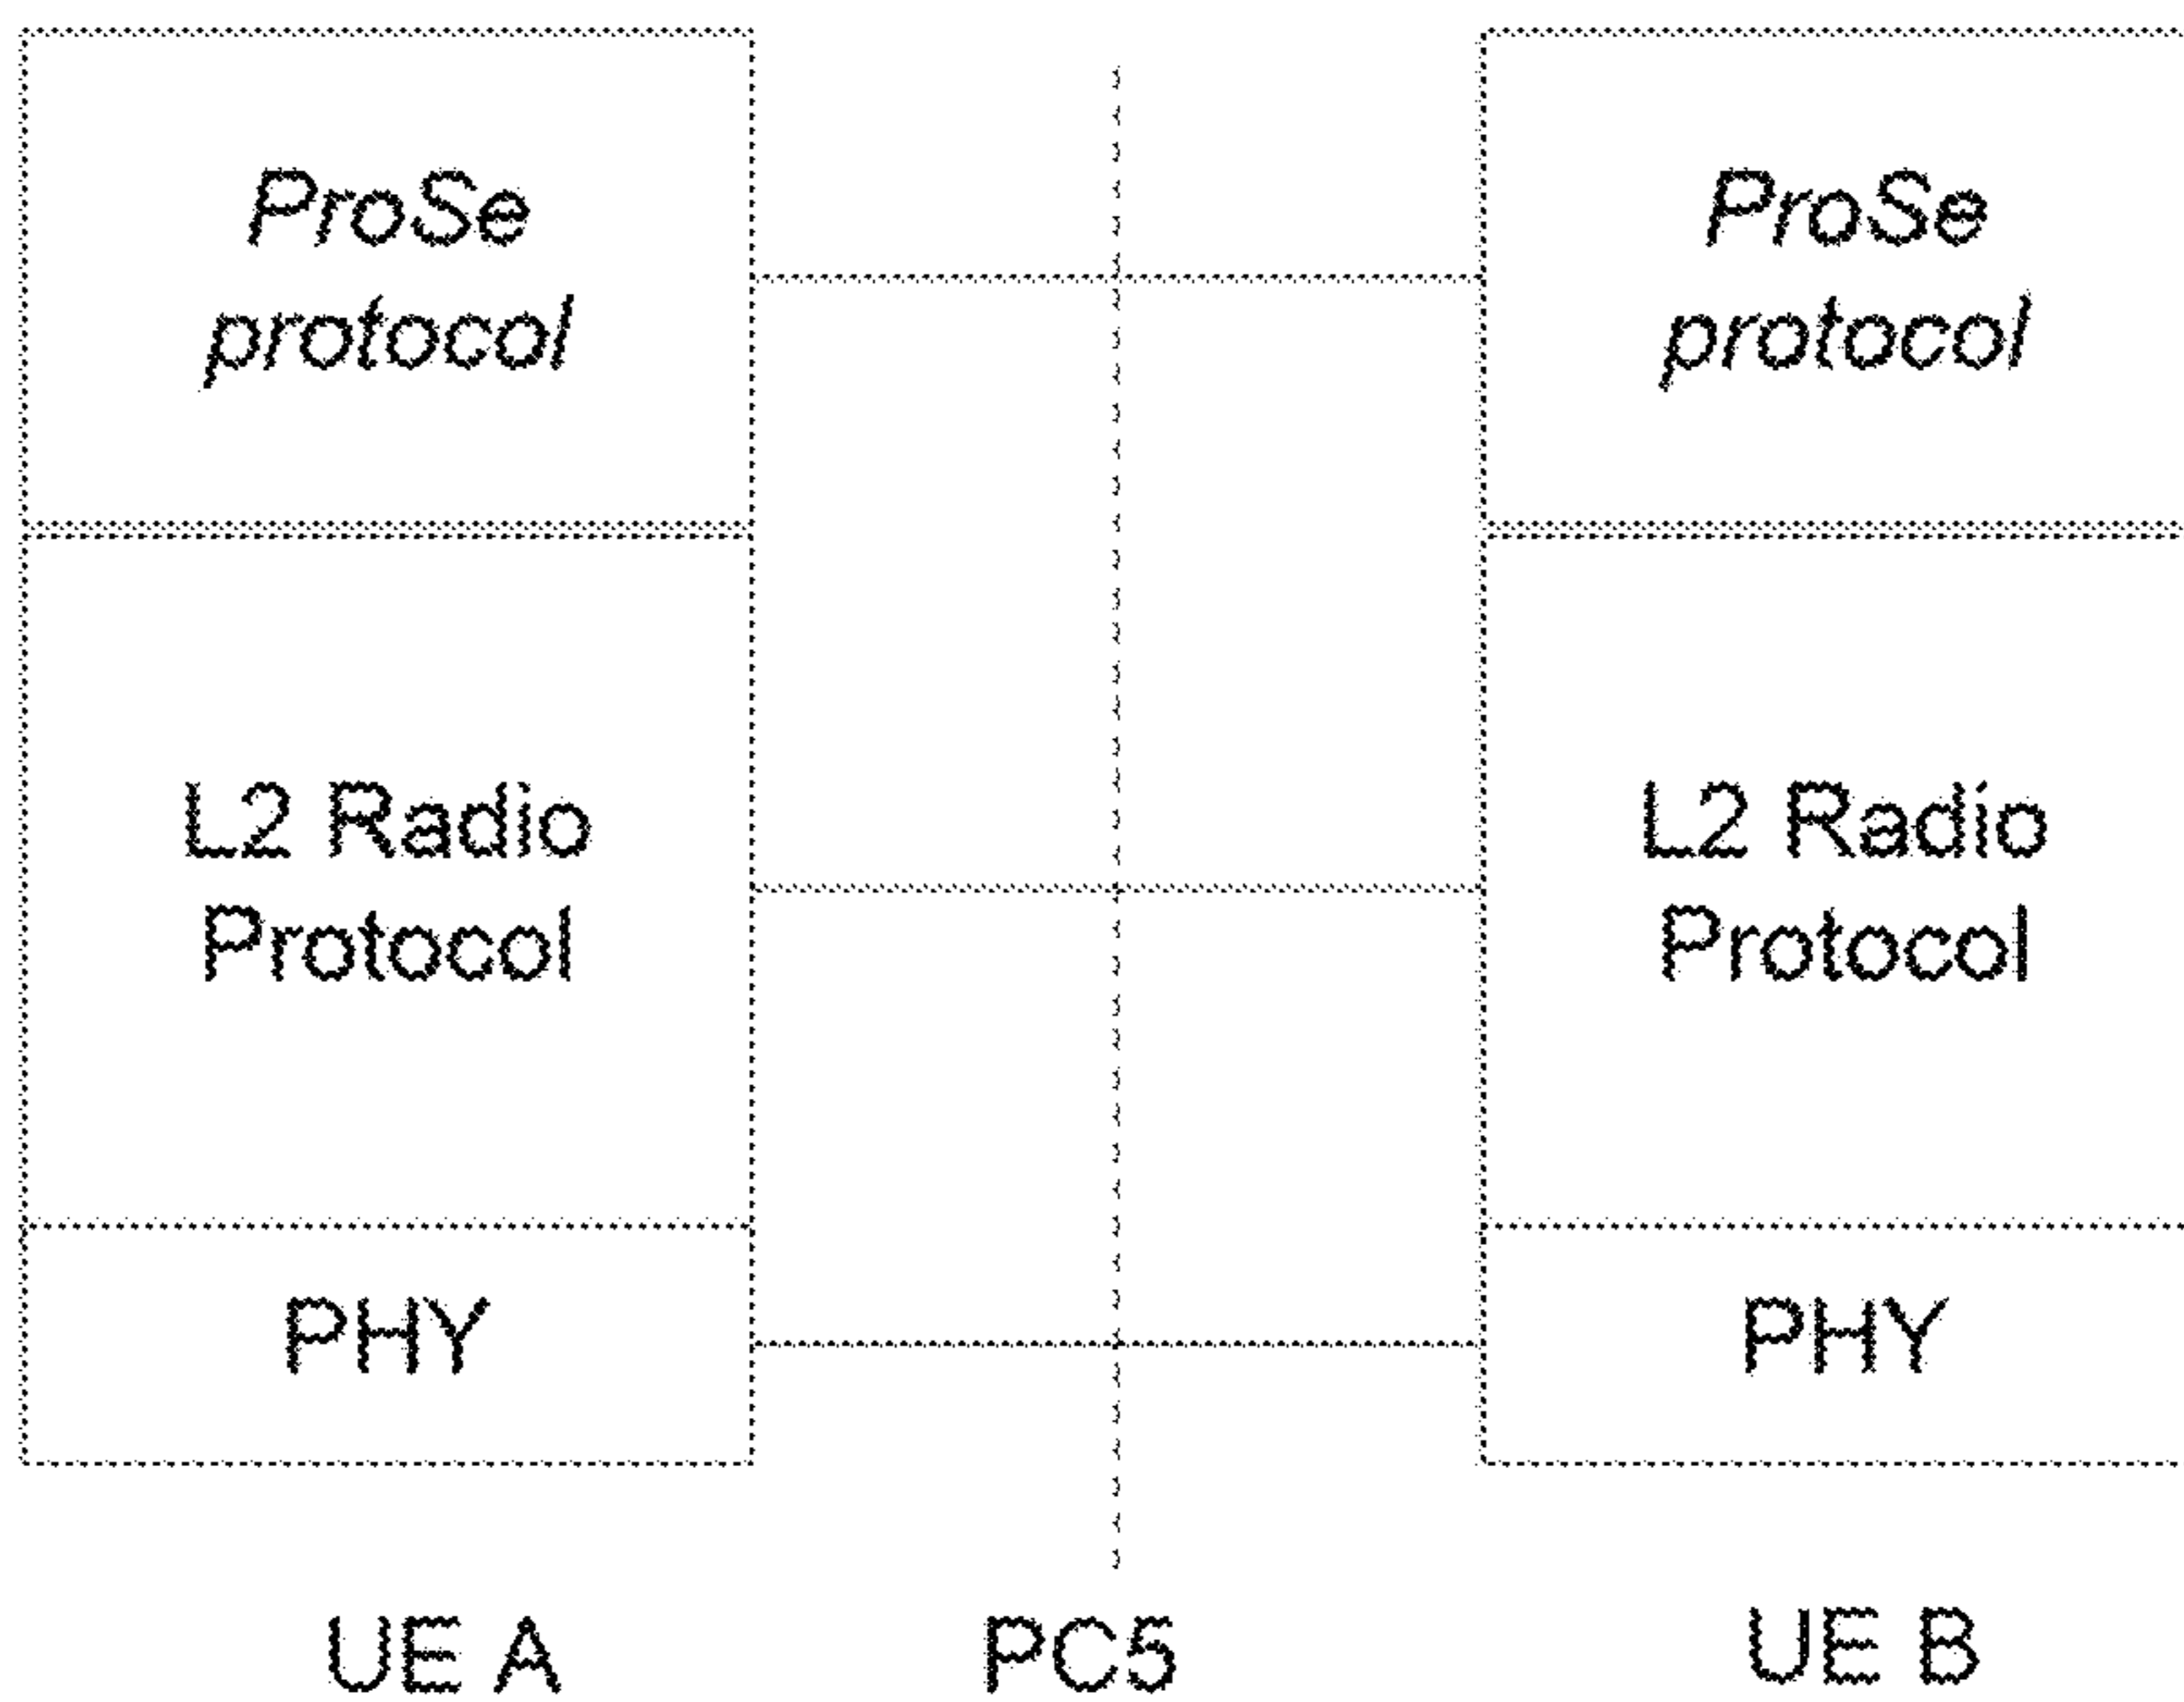 ProSe
protocol
ProSe
protocol
L2 Radio
Protocol
L2 Radio
Protocol
PHY
PHY
UE A
PC5
UE B